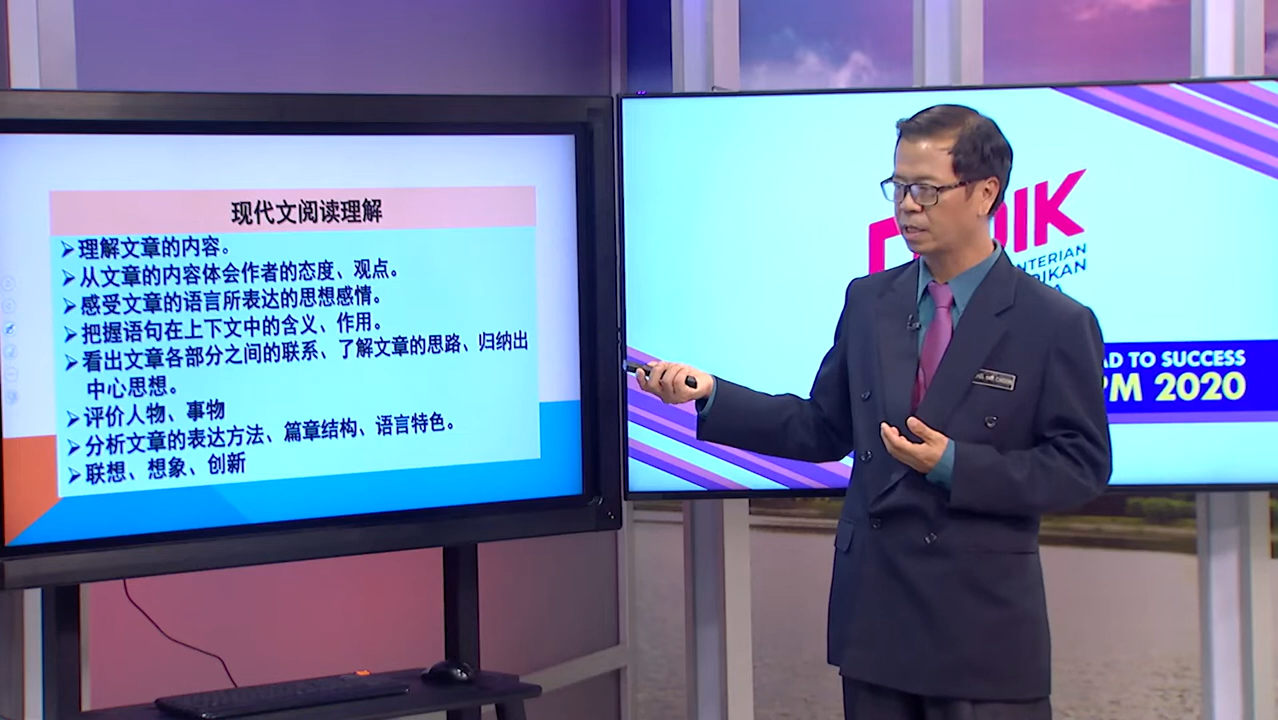 现代文阅读理解
➢理解文章的内容。
➢从文章的内容体会作者的态度、观点。
➢感受文章的语言所表达的思想感情。
➢把握语句在上下文中的含义、作用。
➢看出文章各部分之间的联系、了解文章的思路、归纳出
中心思想。
➢评价人物、事物
➢分析文章的表达方法、篇章结构、语言特色。
➢联想、想象、创新
DIK
NTERIAN
DIKAN
AD TO SUCCESS
PM 2020